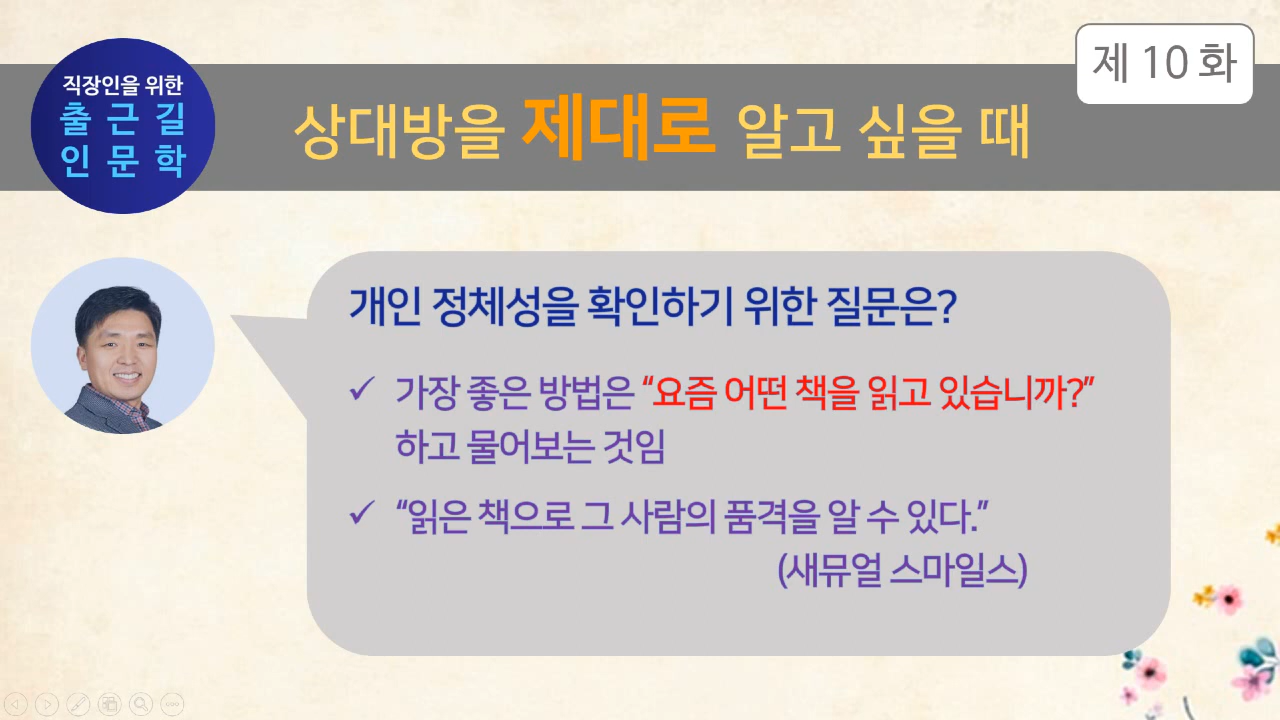 직장인을 위한
출 근 길
인 문 학
상대방을 제대로 알고 싶을 때
제 10 화
개인 정체성을 확인하기 위한 질문은?
✓ 가장 좋은 방법은 “요즘 어떤 책을 읽고 있습니까?”
하고 물어보는 것임
✓ “읽은 책으로 그 사람의 품격을 알 수 있다.”
(새뮤얼 스마일스)